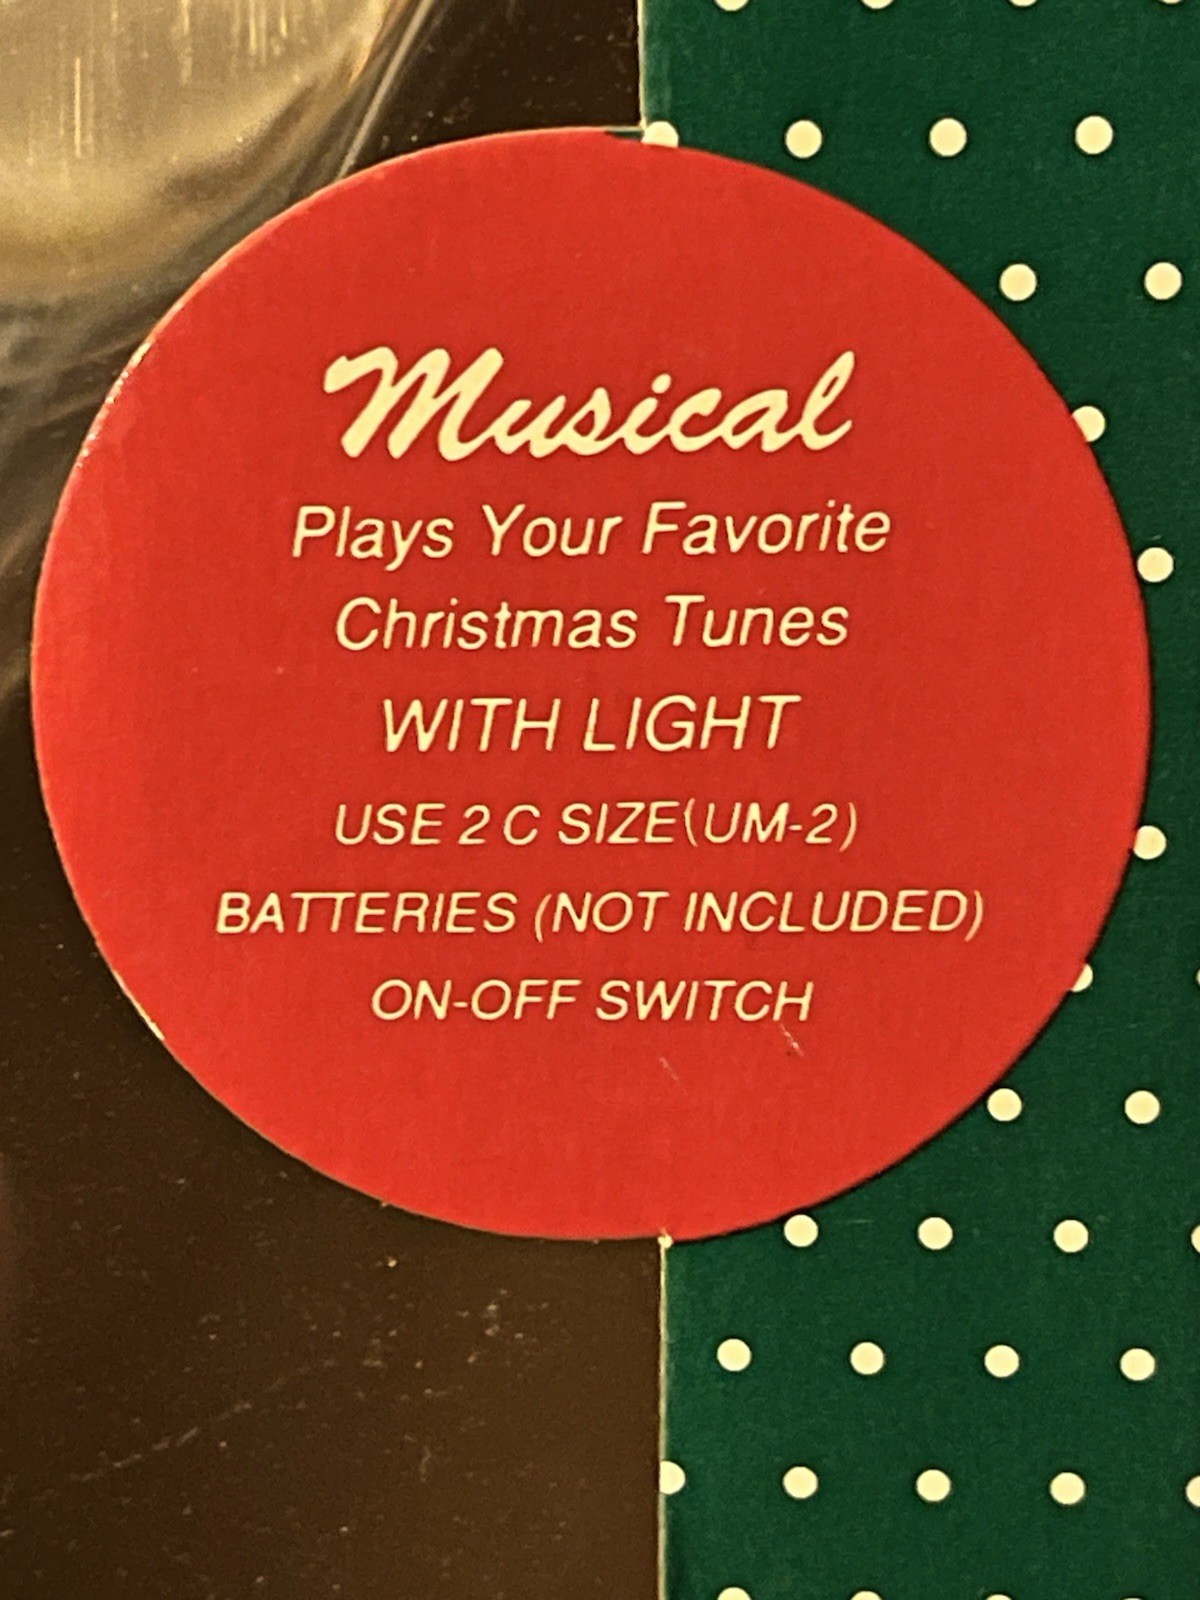 Musical
Plays Your Favorite
Christmas Tunes
WITH LIGHT
USE 2 C SIZE(UM-2)
BATTERIES (NOT INCLUDED)
ON-OFF SWITCH